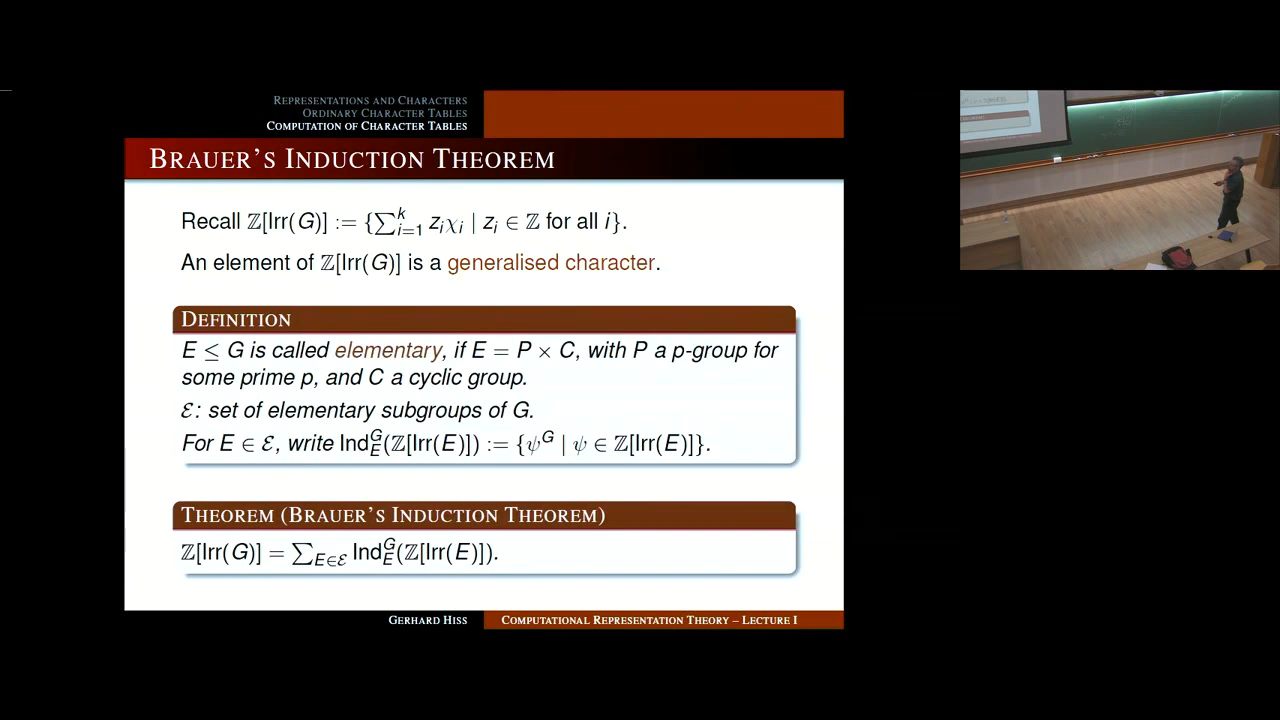 REPRESENTATIONS AND CHARACTERS
ORDINARY CHARACTER TABLES
COMPUTATION OF CHARACTER TABLES
BRAUER'S INDUCTION THEOREM
Recall ℤ[Irr(G)] := {∑ᵏᵢ₌₁ zᵢχᵢ | zᵢ ∈ ℤ for all i}.
An element of ℤ[Irr(G)] is a generalised character.
DEFINITION
E ≤ G is called elementary, if E = P × C, with P a p-group for
some prime p, and C a cyclic group.
ℰ: set of elementary subgroups of G.
For E ∈ ℰ, write Ind_E^G(ℤ[Irr(E)]) := {ψ^G | ψ ∈ ℤ[Irr(E)]}.
THEOREM (BRAUER'S INDUCTION THEOREM)
ℤ[Irr(G)] = ∑_{E∈ℰ} Ind_E^G(ℤ[Irr(E)]).
GERHARD HISS
COMPUTATIONAL REPRESENTATION THEORY – LECTURE I